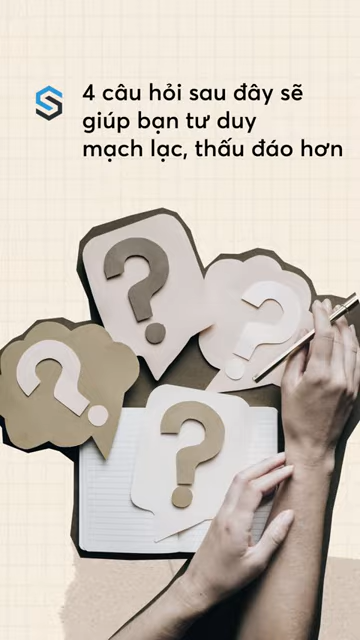 4 câu hỏi sau đây sẽ
giúp bạn tư duy
mạch lạc, thấu đáo hơn